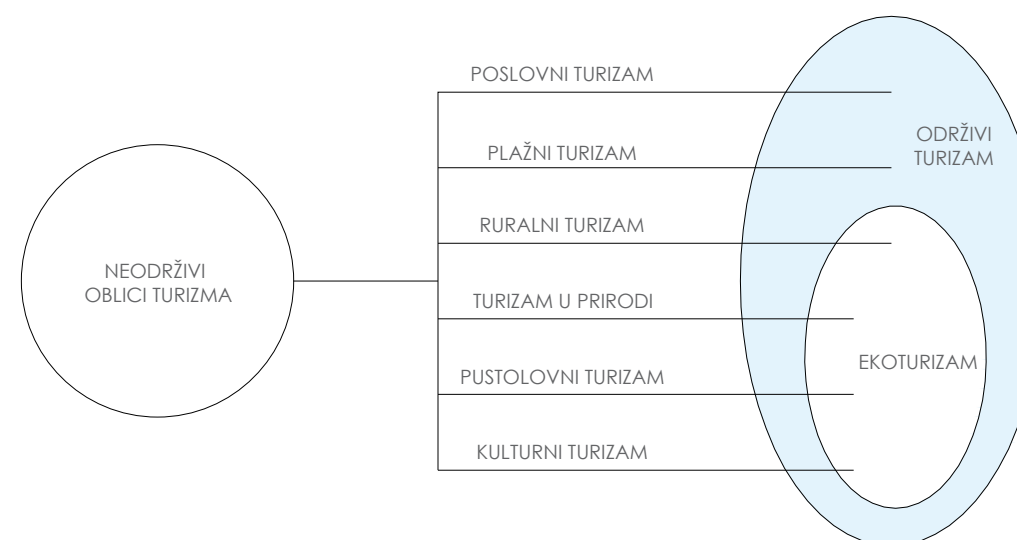 POSLOVNI TURIZAM
PLAŽNI TURIZAM
RURALNI TURIZAM
TURIZAM U PRIRODI
PUSTOLOVNI TURIZAM
KULTURNI TURIZAM
NEODRŽIVI
OBLICI TURIZMA
ODRŽIVI
TURIZAM
EKOTURIZAM